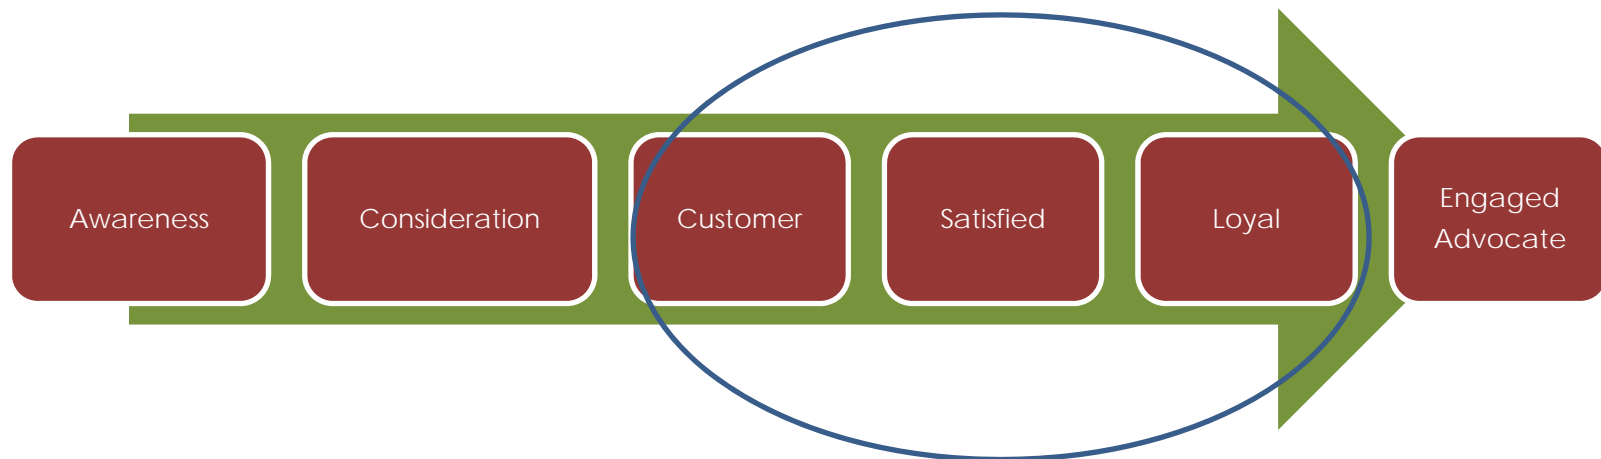 Awareness
Consideration
Customer
Satisfied
Loyal
Engaged
Advocate